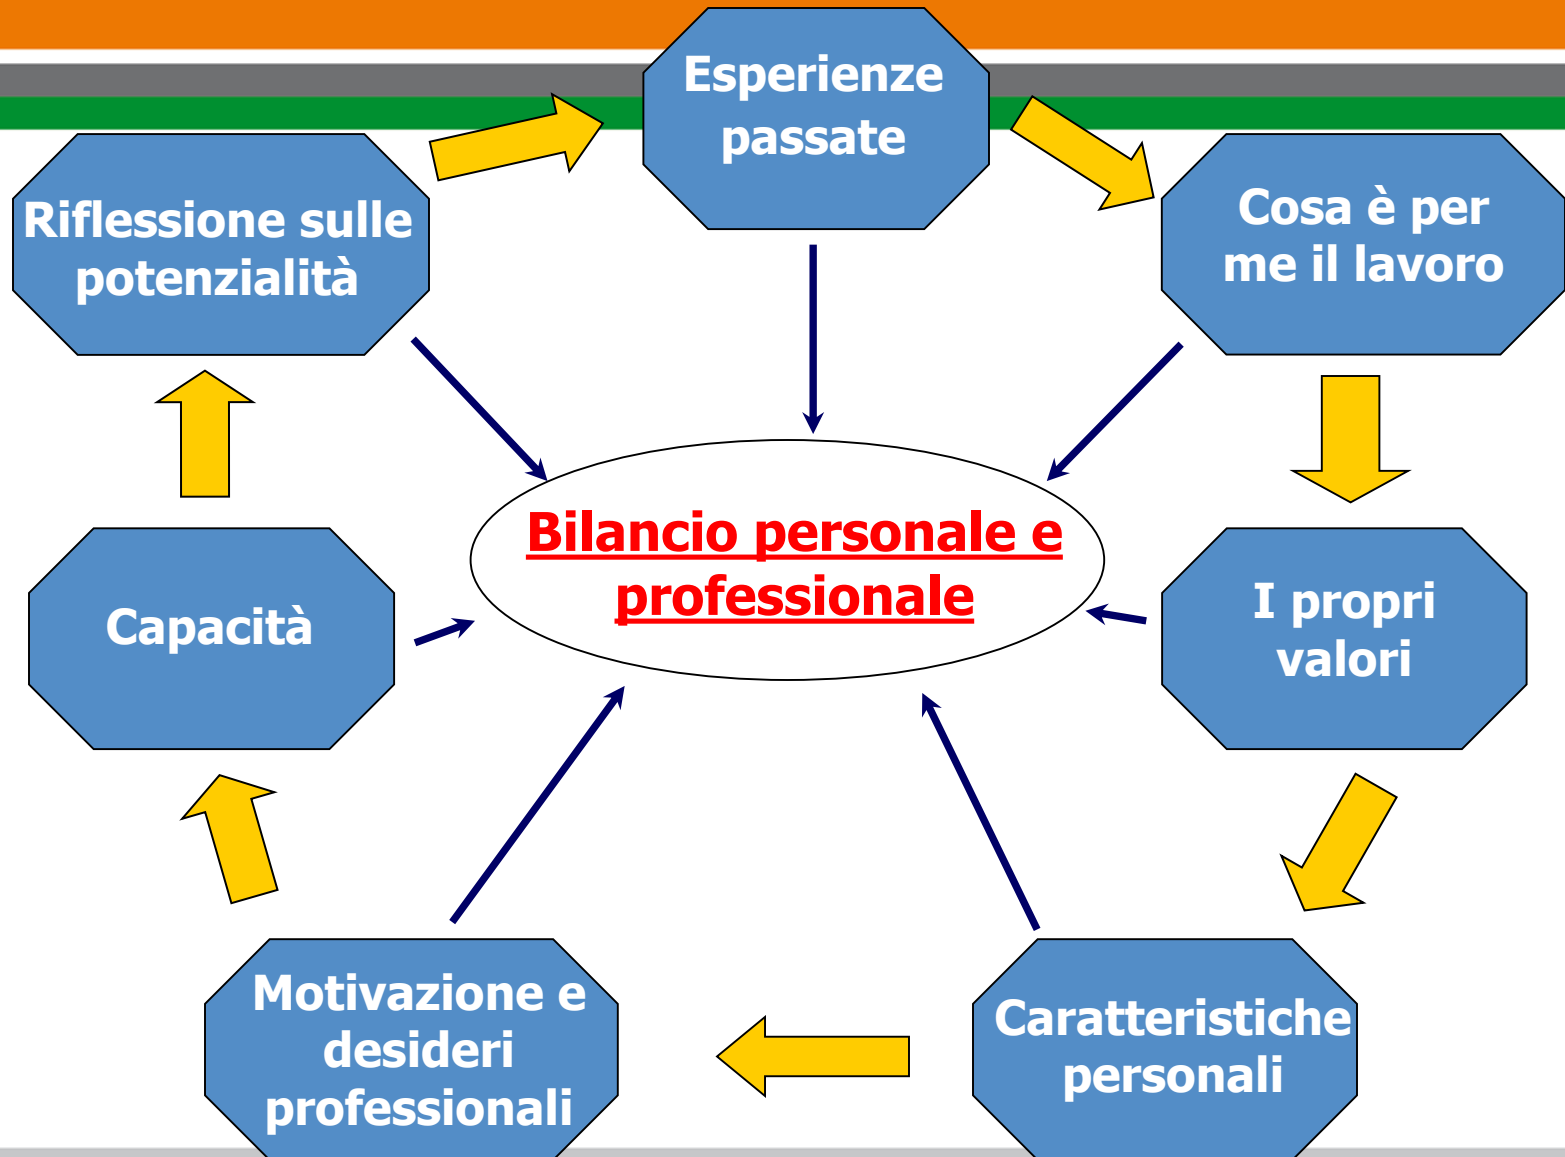 Esperienze
passate
Cosa è per
me il lavoro
I propri
valori
Caratteristiche
personali
Motivazione e
desideri
professionali
Capacità
Riflessione sulle
potenzialità
Bilancio personale e
professionale